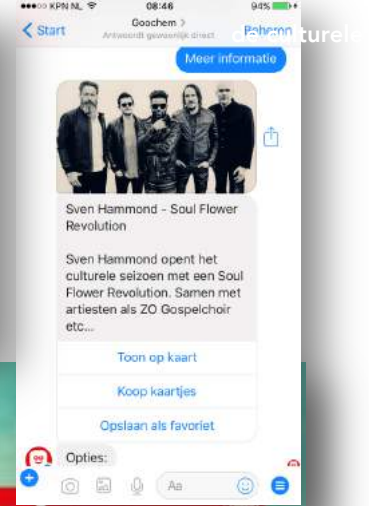 KPN NL 08:46 94%
Start Goochem > Beheren
Antwoordt gewoonlijk direct
turele
Meer informatie
Sven Hammond - Soul Flower
Revolution
Sven Hammond opent het
culturele seizoen met een Soul
Flower Revolution. Samen met
artiesten als ZO Gospelchoir
etc...
Toon op kaart
Koop kaartjes
Opslaan als favoriet
Opties:
Aa